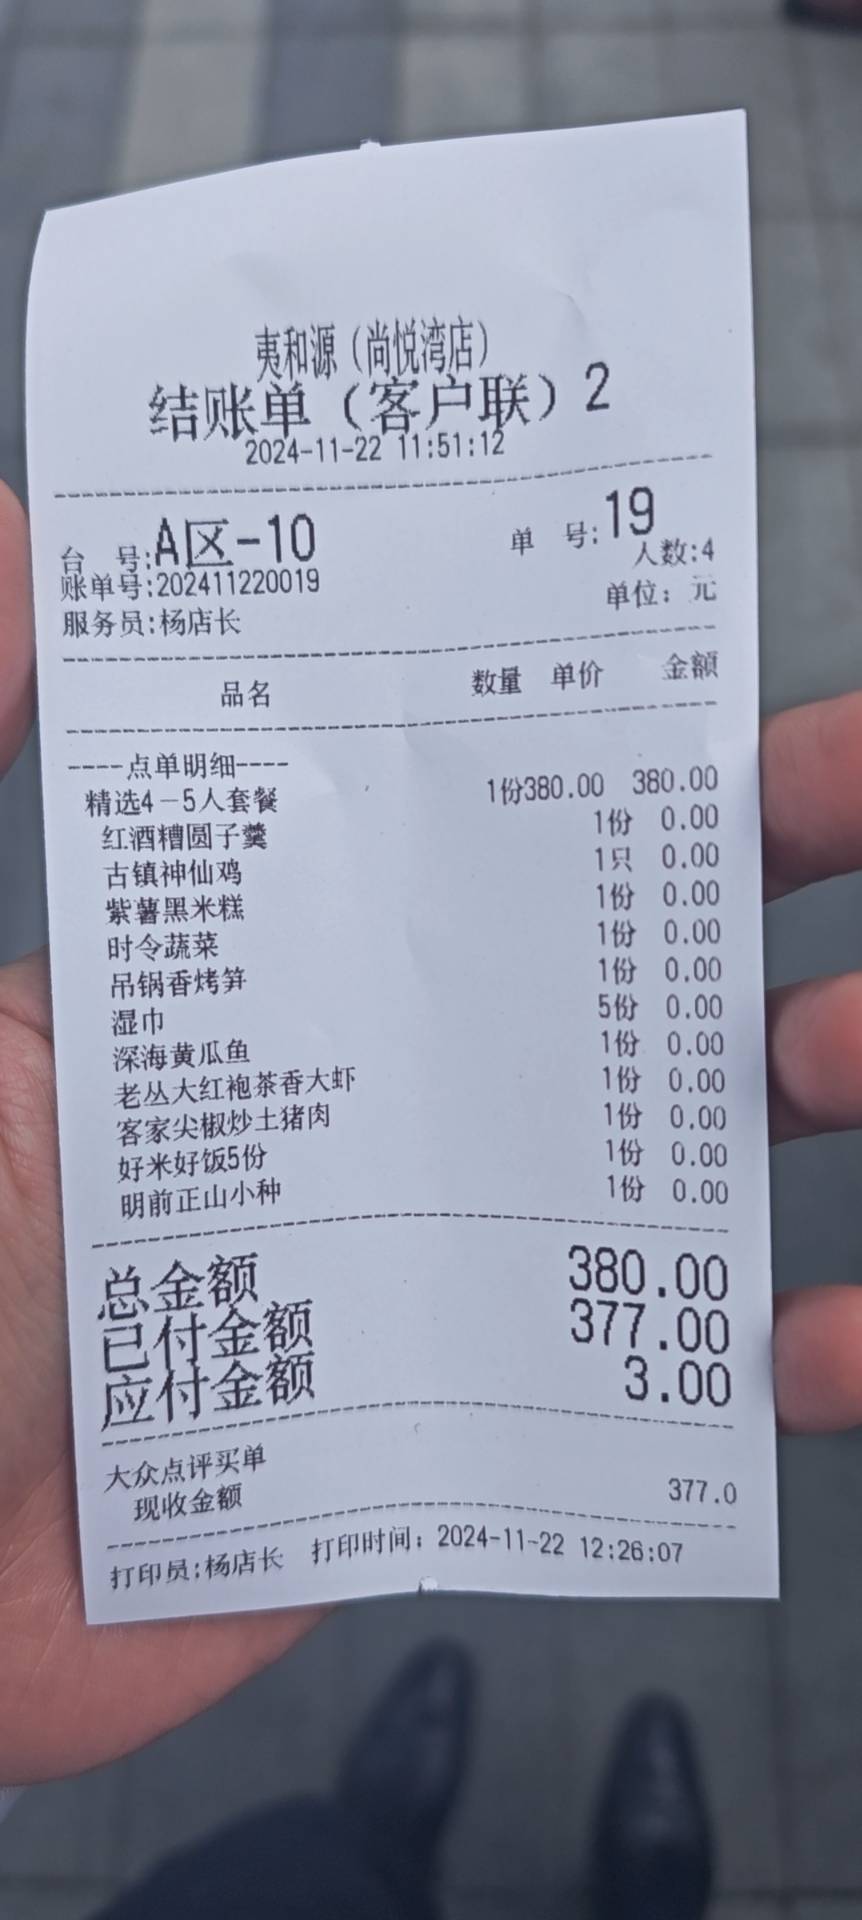 夷和源（尚悦湾店）
结账单（客户联）2
2024-11-22 11:51:12
台 号:A区-10 单 号:19
人数:4
账单号:202411220019
单位：元
服务员:杨店长
品名 数量 单价 金额
----点单明细----
精选4－5人套餐 1份380.00 380.00
红酒糟圆子羹 1份 0.00
古镇神仙鸡 1只 0.00
紫薯黑米糕 1份 0.00
时令蔬菜 1份 0.00
吊锅香烤笋 1份 0.00
湿巾 5份 0.00
深海黄瓜鱼 1份 0.00
老丛大红袍茶香大虾 1份 0.00
客家尖椒炒土猪肉 1份 0.00
好米好饭5份 1份 0.00
明前正山小种 1份 0.00
总金额 380.00
已付金额 377.00
应付金额 3.00
大众点评买单
现收金额 377.0
打印员:杨店长 打印时间：2024-11-22 12:26:07